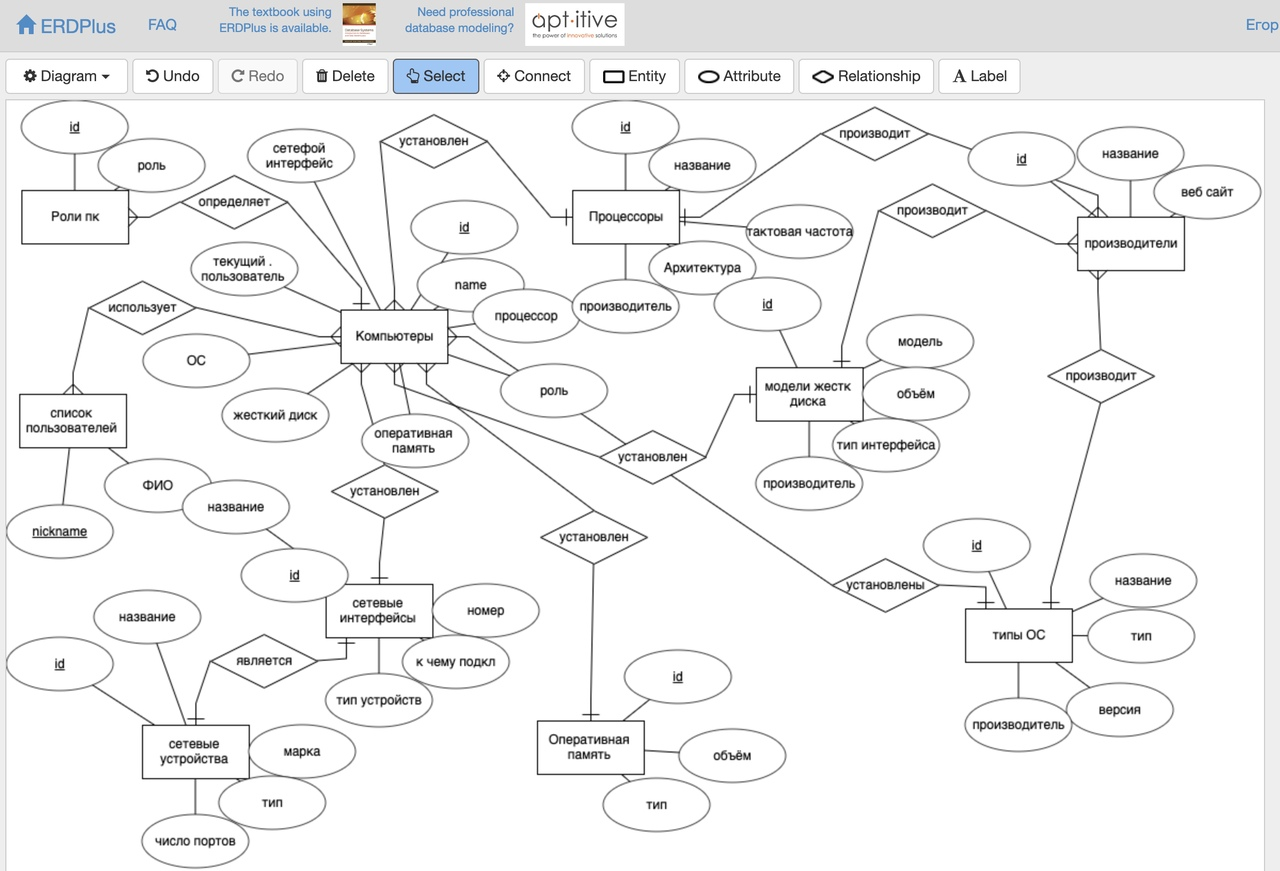 ERDPlus
FAQ
The textbook using
ERDPlus is available.
Need professional
database modeling?
apt·itive
the power of innovative solutions
Егор
Diagram
Undo
Redo
Delete
Select
Connect
Entity
Attribute
Relationship
A Label
id
роль
Роли пк
определяет
сетефой
интерфейс
установлен
id
название
Процессоры
тактовая частота
Архитектура
производитель
производит
id
название
веб сайт
производители
производит
текущий .
пользователь
id
name
процессор
Компьютеры
использует
ОС
жесткий диск
оперативная
память
роль
список
пользователей
ФИО
nickname
id
модель
объём
модели жестк
диска
тип интерфейса
производитель
установлен
производит
название
id
установлен
сетевые
интерфейсы
номер
к чему подкл
тип устройств
установлен
установлены
id
название
тип
типы ОС
версия
производитель
название
id
является
сетевые
устройства
марка
тип
число портов
id
Оперативная
память
объём
тип